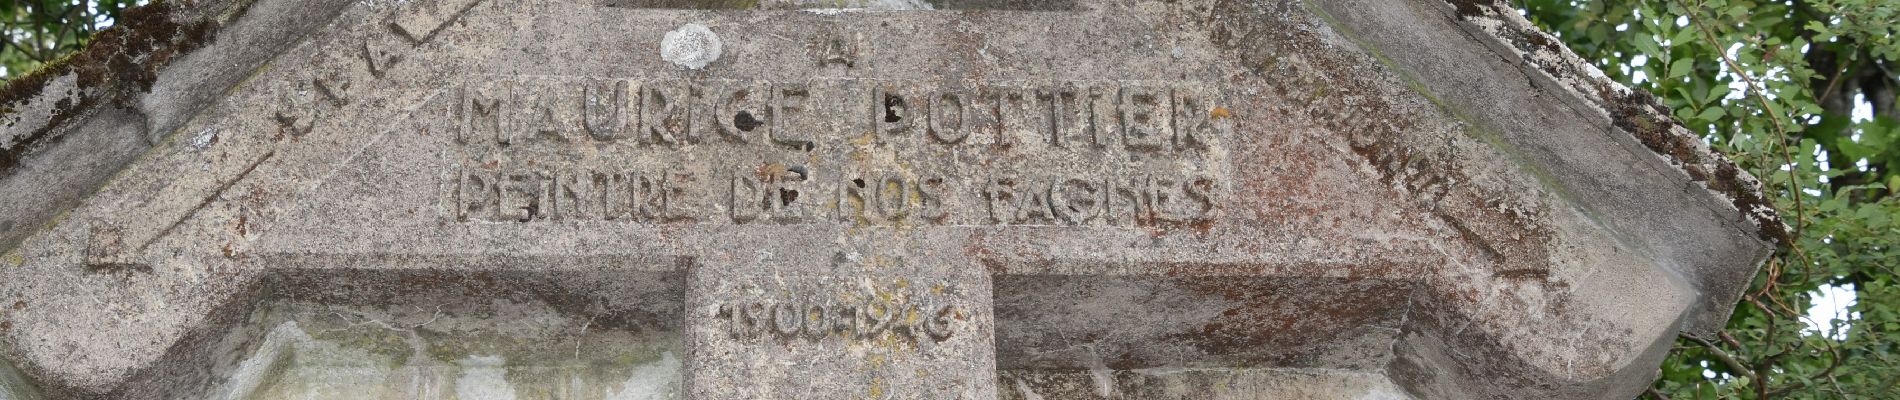 A
MAURICE POTTIER
PEINTRE DE NOS FAGNES
1900-1946